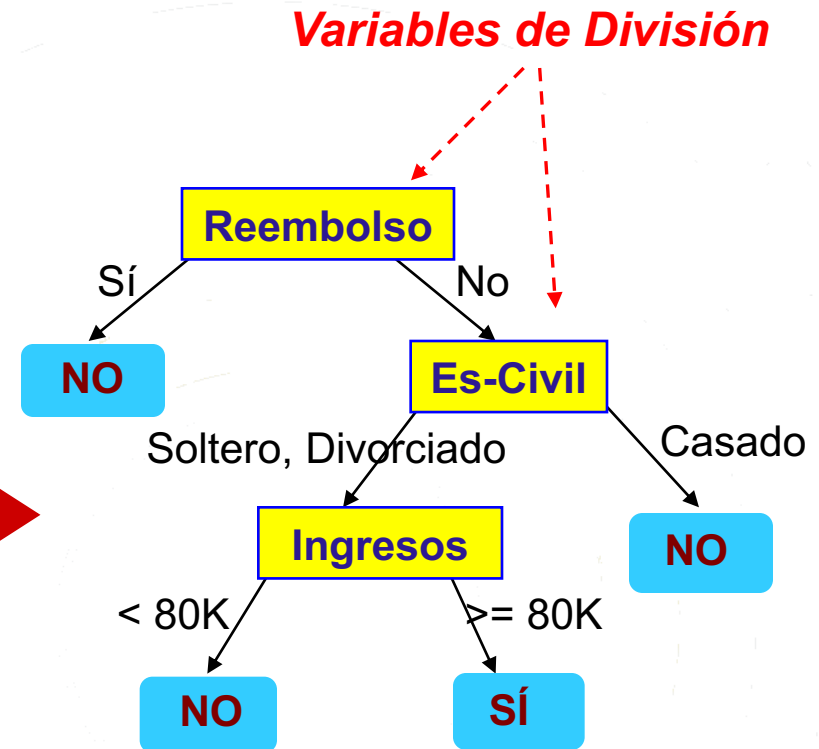 Variables de División
Reembolso
Sí
No
NO
Es-Civil
Soltero, Divorciado
Casado
Ingresos
NO
< 80K
>= 80K
NO
SÍ